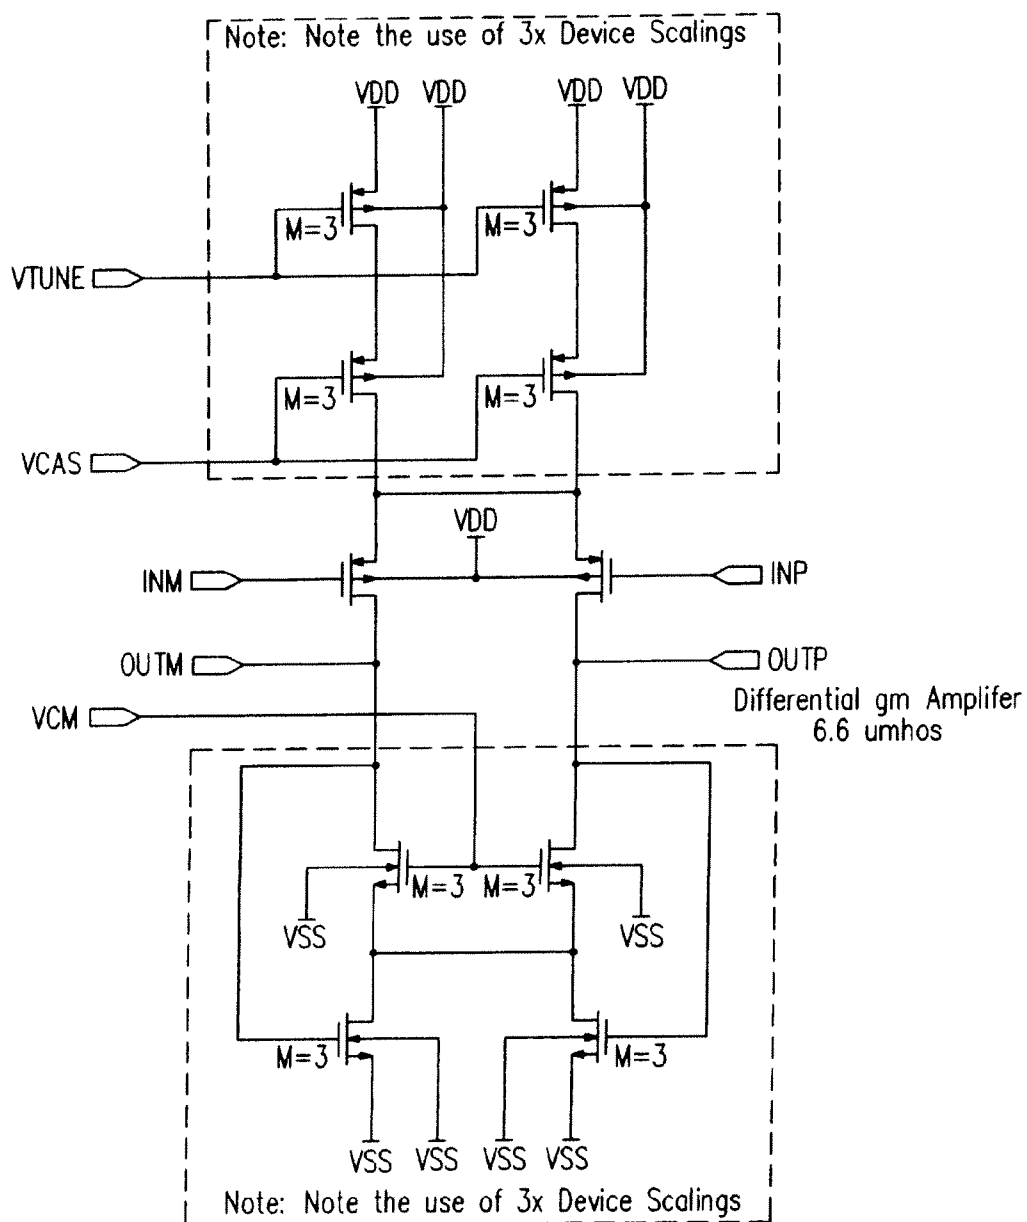 Note: Note the use of 3x Device Scalings
VDD VDD VDD VDD
M=3 M=3
VTUNE
M=3 M=3
VCAS
VDD
INM INP
OUTM OUTP
Differential gm Amplifer
6.6 umhos
VCM
M=3 M=3
VSS VSS
M=3 M=3
VSS VSS VSS VSS
Note: Note the use of 3x Device Scalings